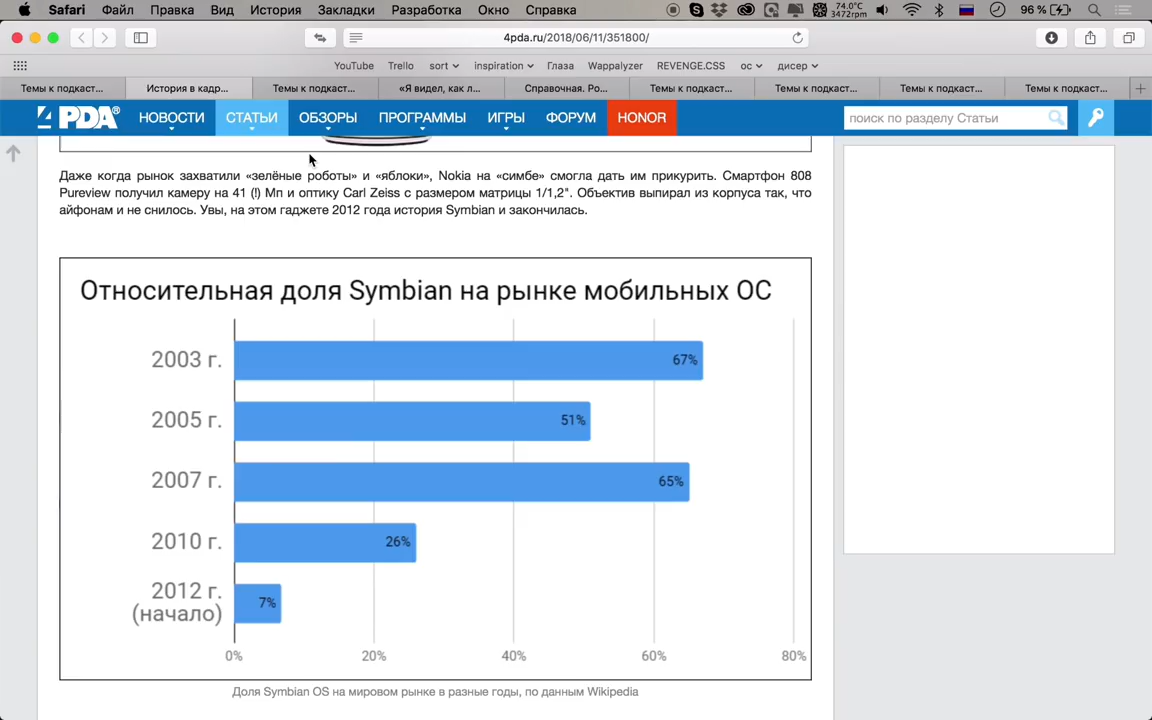 Safari Файл Правка Вид История Закладки Разработка Окно Справка 74.0°C 3472rpm 96 %
4pda.ru/2018/06/11/351800/
YouTube Trello sort inspiration Глаза Wappalyzer REVENGE.CSS ос дисер
Темы к подкаст... История в кадр... Темы к подкаст... «Я видел, как л... Справочная. Ро... Темы к подкаст... Темы к подкаст... Темы к подкаст... Темы к подкаст...
4PDA® НОВОСТИ СТАТЬИ ОБЗОРЫ ПРОГРАММЫ ИГРЫ ФОРУМ HONOR поиск по разделу Статьи
Даже когда рынок захватили «зелёные роботы» и «яблоки», Nokia на «симбе» смогла дать им прикурить. Смартфон 808
Pureview получил камеру на 41 (!) Мп и оптику Carl Zeiss с размером матрицы 1/1,2". Объектив выпирал из корпуса так, что
айфонам и не снилось. Увы, на этом гаджете 2012 года история Symbian и закончилась.
Относительная доля Symbian на рынке мобильных ОС
2003 г. 67%
2005 г. 51%
2007 г. 65%
2010 г. 26%
2012 г.
(начало) 7%
0% 20% 40% 60% 80%
Доля Symbian OS на мировом рынке в разные годы, по данным Wikipedia